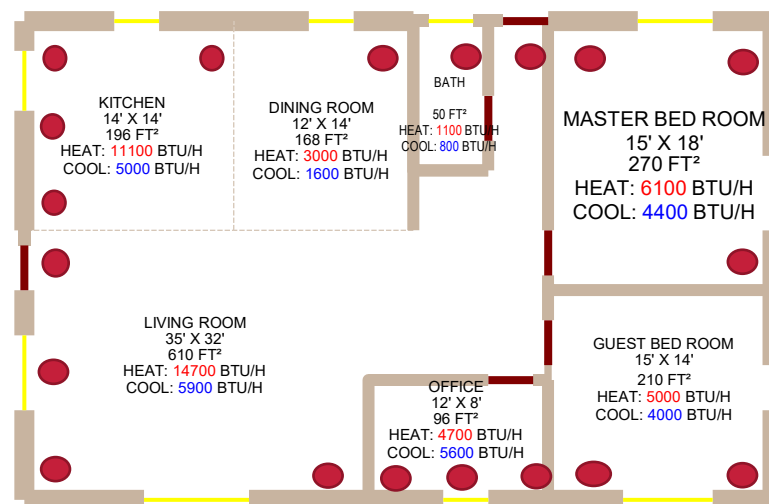 KITCHEN
14' X 14'
196 FT²
HEAT: 11100 BTU/H
COOL: 5000 BTU/H
DINING ROOM
12' X 14'
168 FT²
HEAT: 3000 BTU/H
COOL: 1600 BTU/H
BATH
50 FT²
HEAT: 1100 BTU/H
COOL: 800 BTU/H
MASTER BED ROOM
15' X 18'
270 FT²
HEAT: 6100 BTU/H
COOL: 4400 BTU/H
LIVING ROOM
35' X 32'
610 FT²
HEAT: 14700 BTU/H
COOL: 5900 BTU/H
OFFICE
12' X 8'
96 FT²
HEAT: 4700 BTU/H
COOL: 5600 BTU/H
GUEST BED ROOM
15' X 14'
210 FT²
HEAT: 5000 BTU/H
COOL: 4000 BTU/H